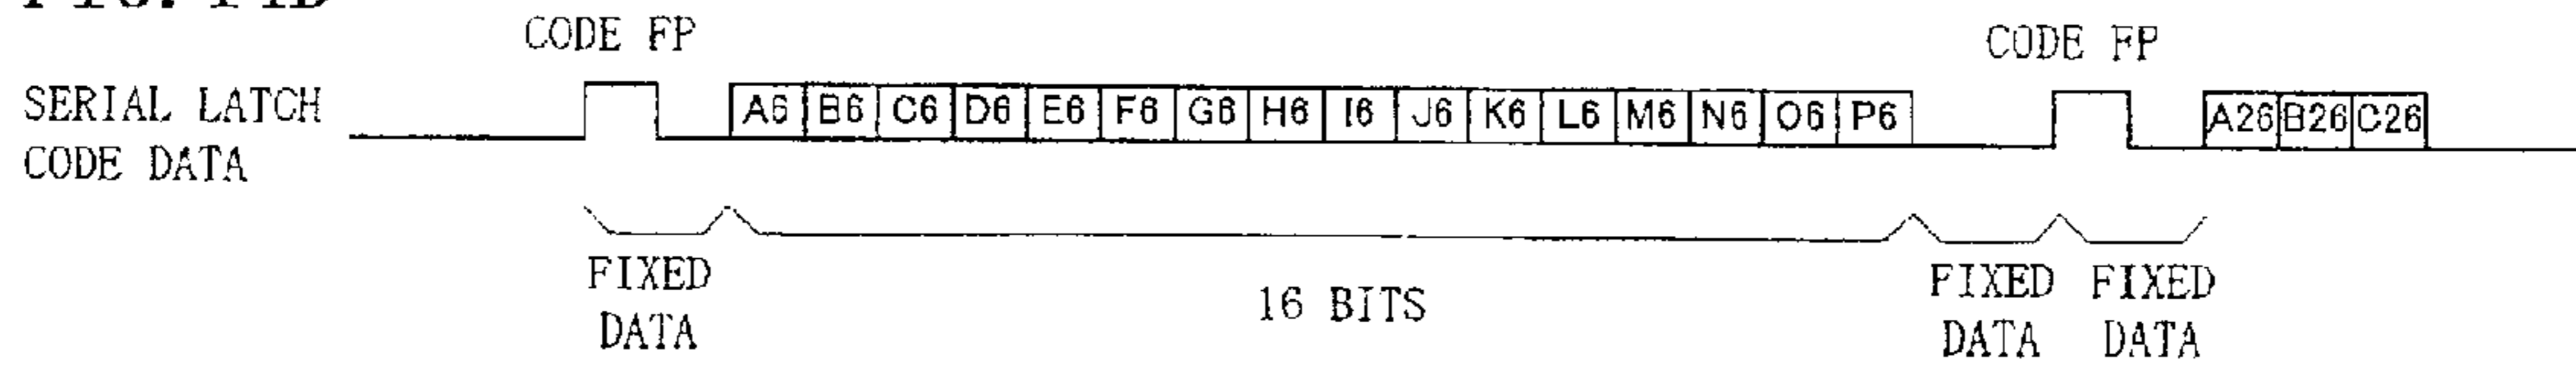 CODE FP CODE FP
SERIAL LATCH CODE DATA
A6 B6 C6 D6 E6 F6 G6 H6 I6 J6 K6 L6 M6 N6 O6 P6 A26 B26 C26
FIXED DATA
16 BITS
FIXED DATA
FIXED DATA